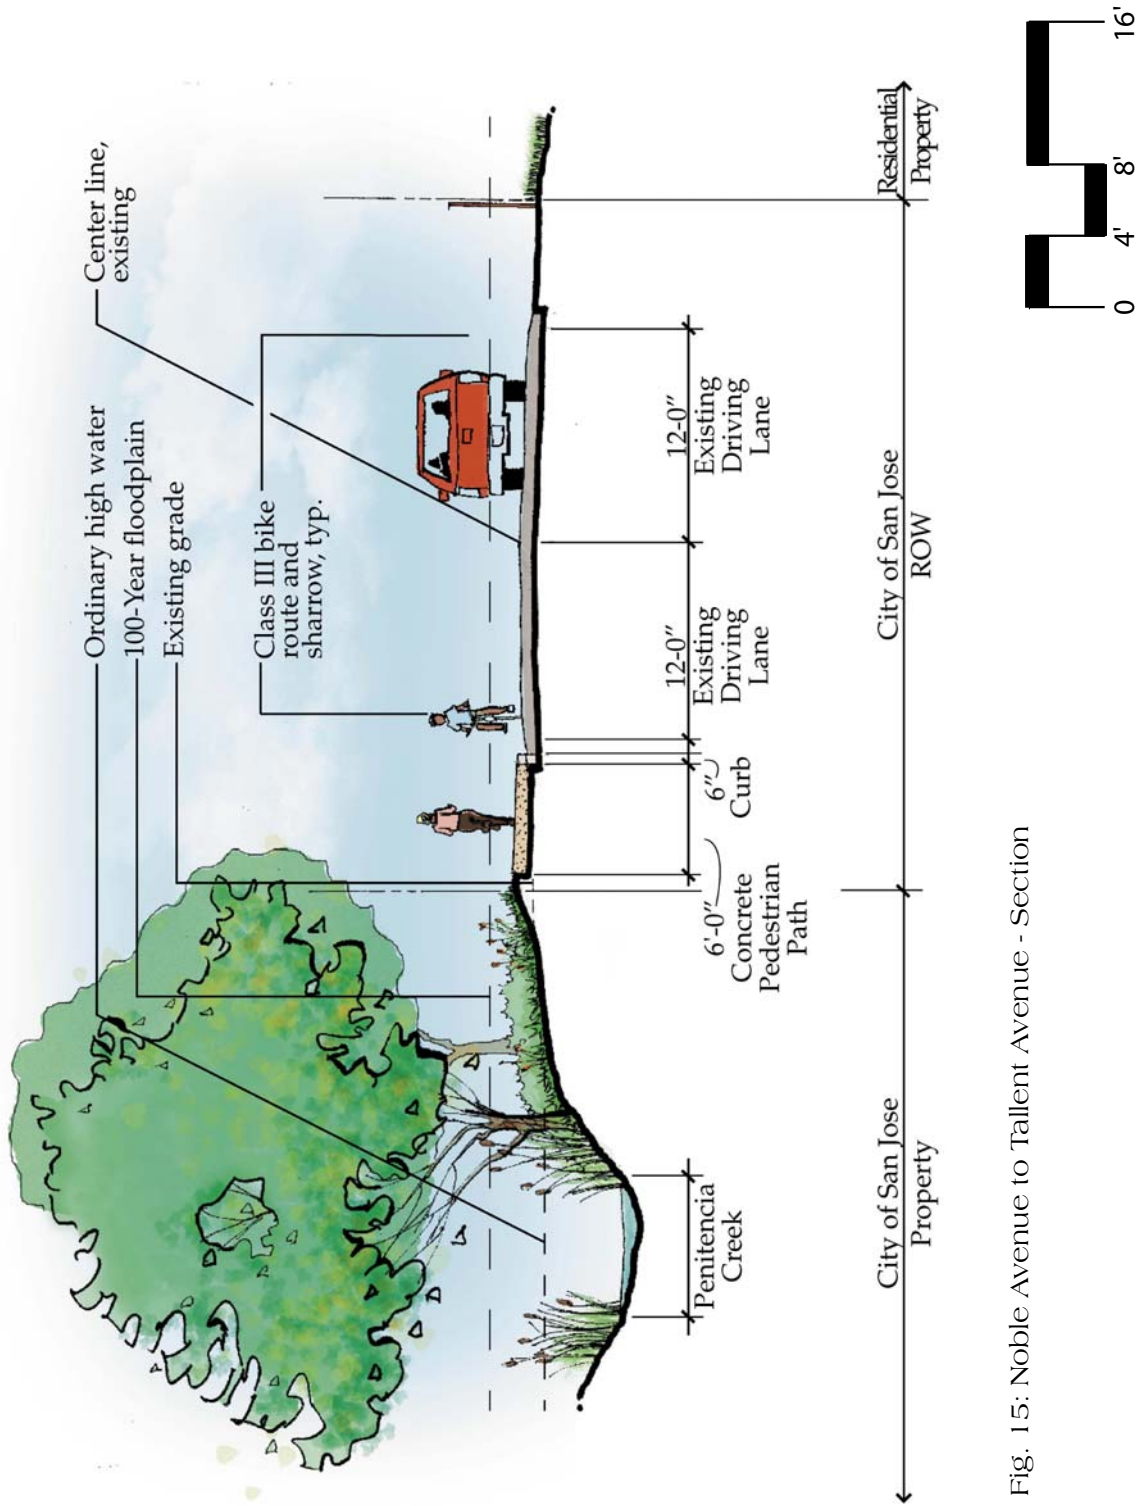 Ordinary high water
100-Year floodplain
Existing grade
Center line,
existing
Class III bike
route and
sharrow, typ.
Penitencia
Creek
6'-0"
Concrete
Pedestrian
Path
6"
Curb
12-0"
Existing
Driving
Lane
12-0"
Existing
Driving
Lane
City of San Jose
Property
City of San Jose
ROW
Residential
Property
Fig. 15: Noble Avenue to Tallent Avenue - Section
0 4' 8' 16'